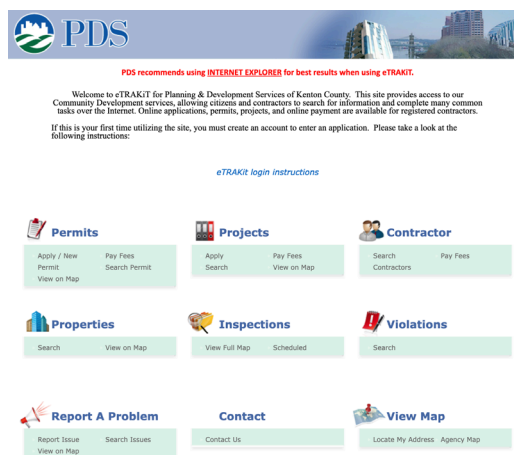 PDS
PDS recommends using INTERNET EXPLORER for best results when using eTRAKiT.
Welcome to eTRAKiT for Planning & Development Services of Kenton County. This site provides access to our
Community Development services, allowing citizens and contractors to search for information and complete many common
tasks over the Internet. Online applications, permits, projects, and online payment are available for registered contractors.
If this is your first time utilizing the site, you must create an account to enter an application. Please take a look at the
following instructions:
eTRAKit login instructions
Permits
Apply / New Permit
Pay Fees
Search Permit
View on Map
Projects
Apply
Pay Fees
Search
View on Map
Contractor
Search Contractors
Pay Fees
Properties
Search
View on Map
Inspections
View Full Map
Scheduled
Violations
Search
Report A Problem
Report Issue
Search Issues
View on Map
Contact
Contact Us
View Map
Locate My Address
Agency Map